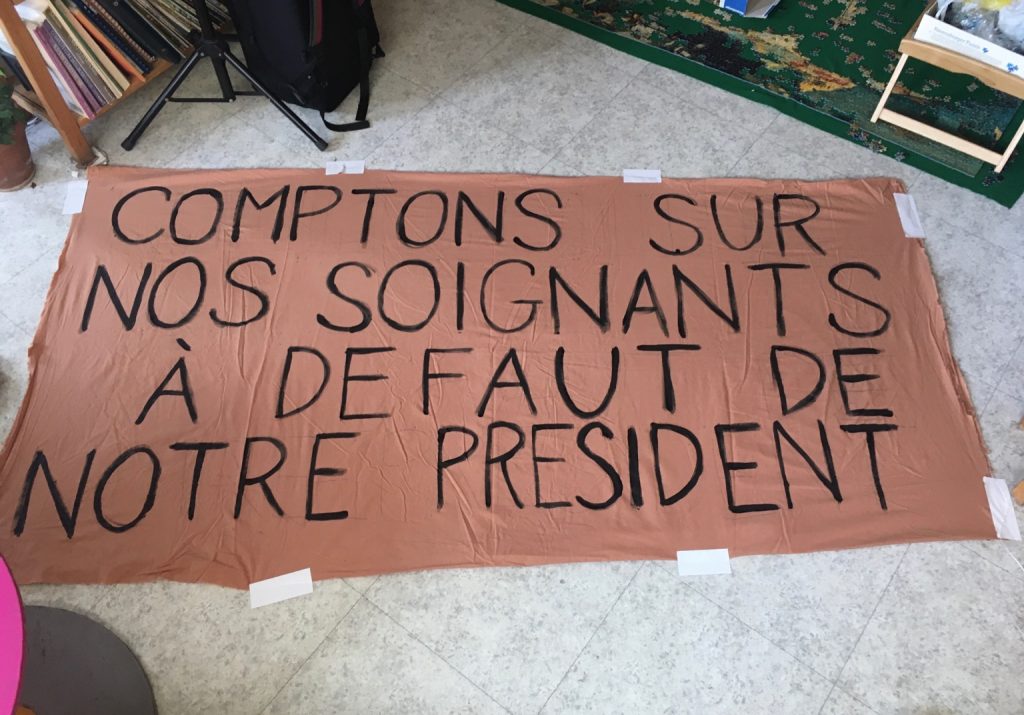 COMPTONS SUR
NOS SOIGNANTS
À DEFAUT DE
NOTRE PRESIDENT